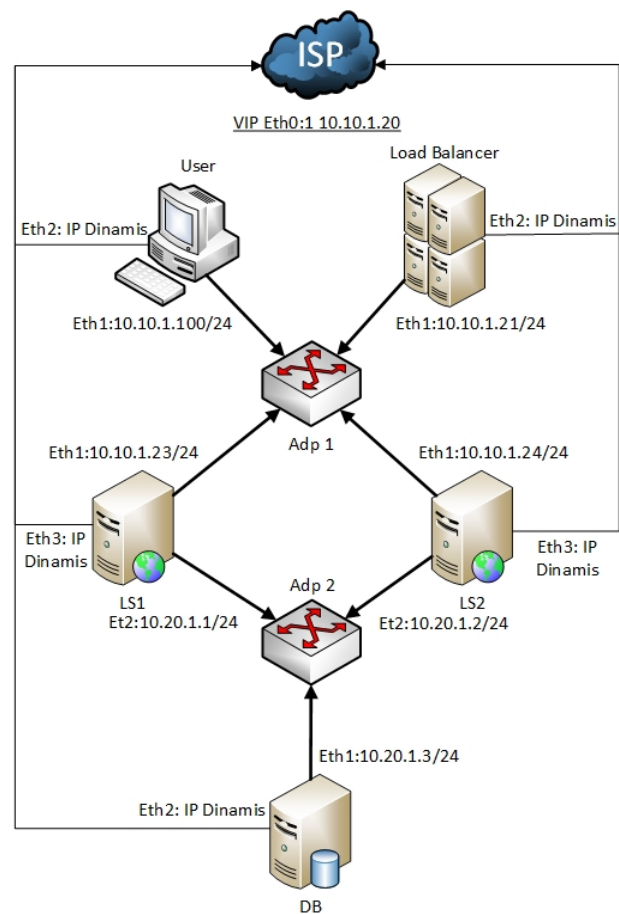 ISP
VIP Eth0:1 10.10.1.20
User
Load Balancer
Eth2: IP Dinamis
Eth2: IP Dinamis
Eth1:10.10.1.100/24
Eth1:10.10.1.21/24
Adp 1
Eth1:10.10.1.23/24
Eth1:10.10.1.24/24
Eth3: IP
Dinamis
Eth3: IP
Dinamis
LS1
Adp 2
LS2
Et2:10.20.1.1/24
Et2:10.20.1.2/24
Eth1:10.20.1.3/24
Eth2: IP Dinamis
DB